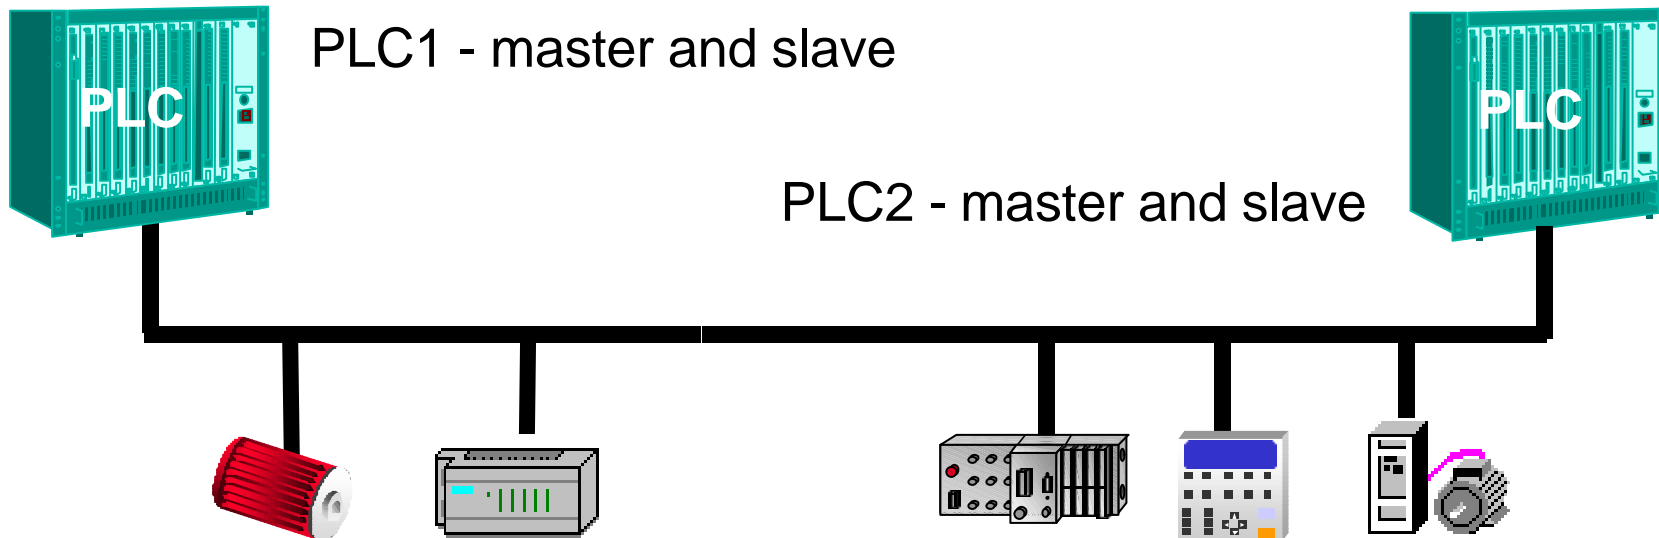 PLC
PLC1 - master and slave
PLC
PLC2 - master and slave